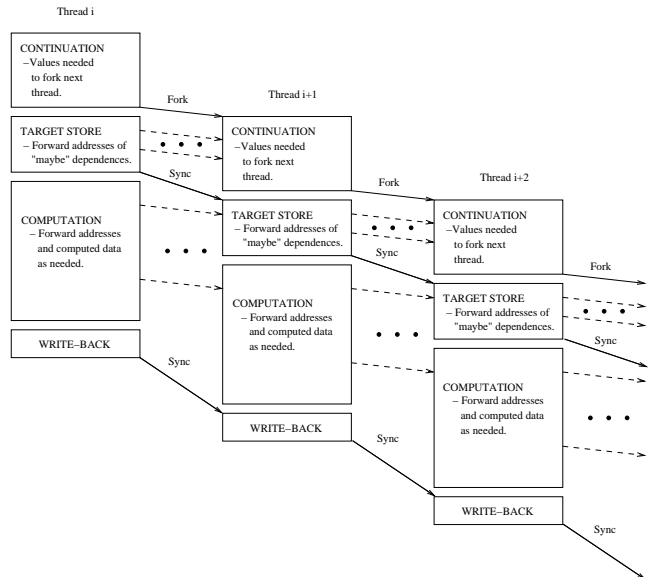 Thread i
CONTINUATION
–Values needed
to fork next
thread.
Fork
TARGET STORE
– Forward addresses of
"maybe" dependences.
Sync
COMPUTATION
– Forward addresses
and computed data
as needed.
WRITE–BACK
Sync
Thread i+1
CONTINUATION
–Values needed
to fork next
thread.
Fork
TARGET STORE
– Forward addresses of
"maybe" dependences.
Sync
COMPUTATION
– Forward addresses
and computed data
as needed.
WRITE–BACK
Sync
Thread i+2
CONTINUATION
–Values needed
to fork next
thread.
Fork
TARGET STORE
– Forward addresses of
"maybe" dependences.
Sync
COMPUTATION
– Forward addresses
and computed data
as needed.
WRITE–BACK
Sync